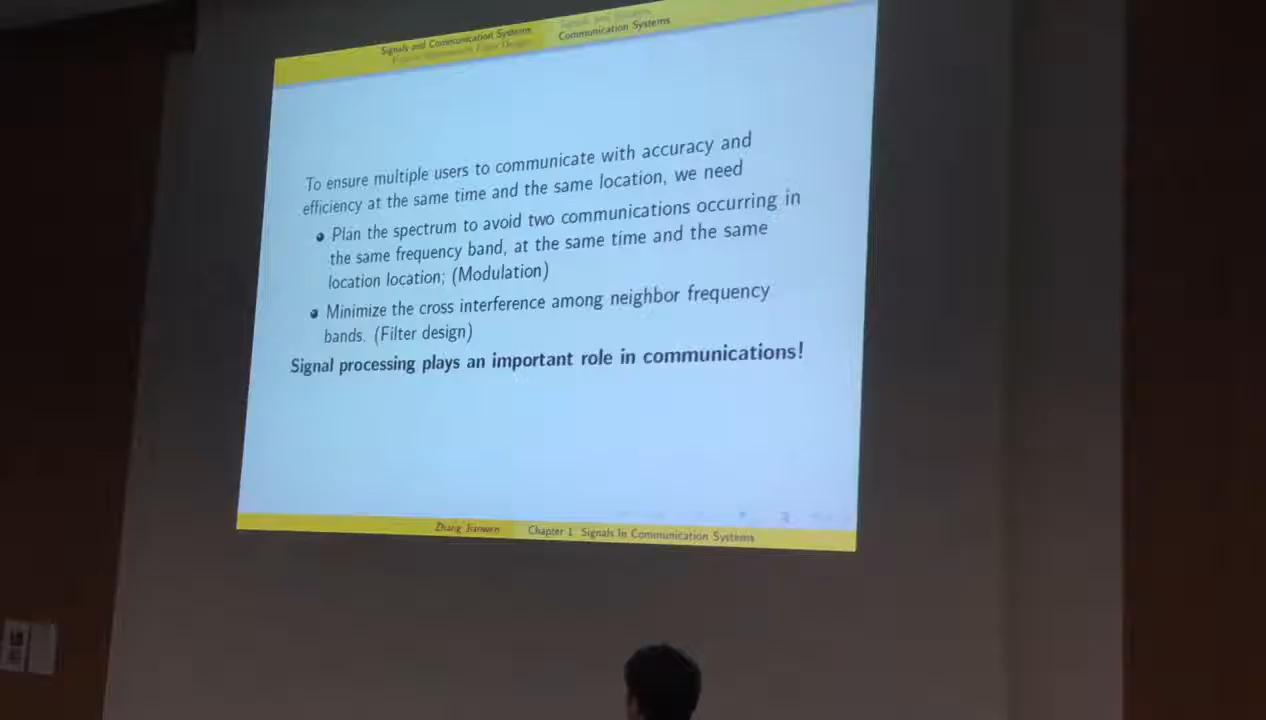 Signals and Communication Systems
Communication Systems
To ensure multiple users to communicate with accuracy and
efficiency at the same time and the same location, we need
Plan the spectrum to avoid two communications occurring in
the same frequency band, at the same time and the same
location location; (Modulation)
Minimize the cross interference among neighbor frequency
bands. (Filter design)
Signal processing plays an important role in communications!
Zhang Jianwen
Chapter 1 Signals In Communication Systems